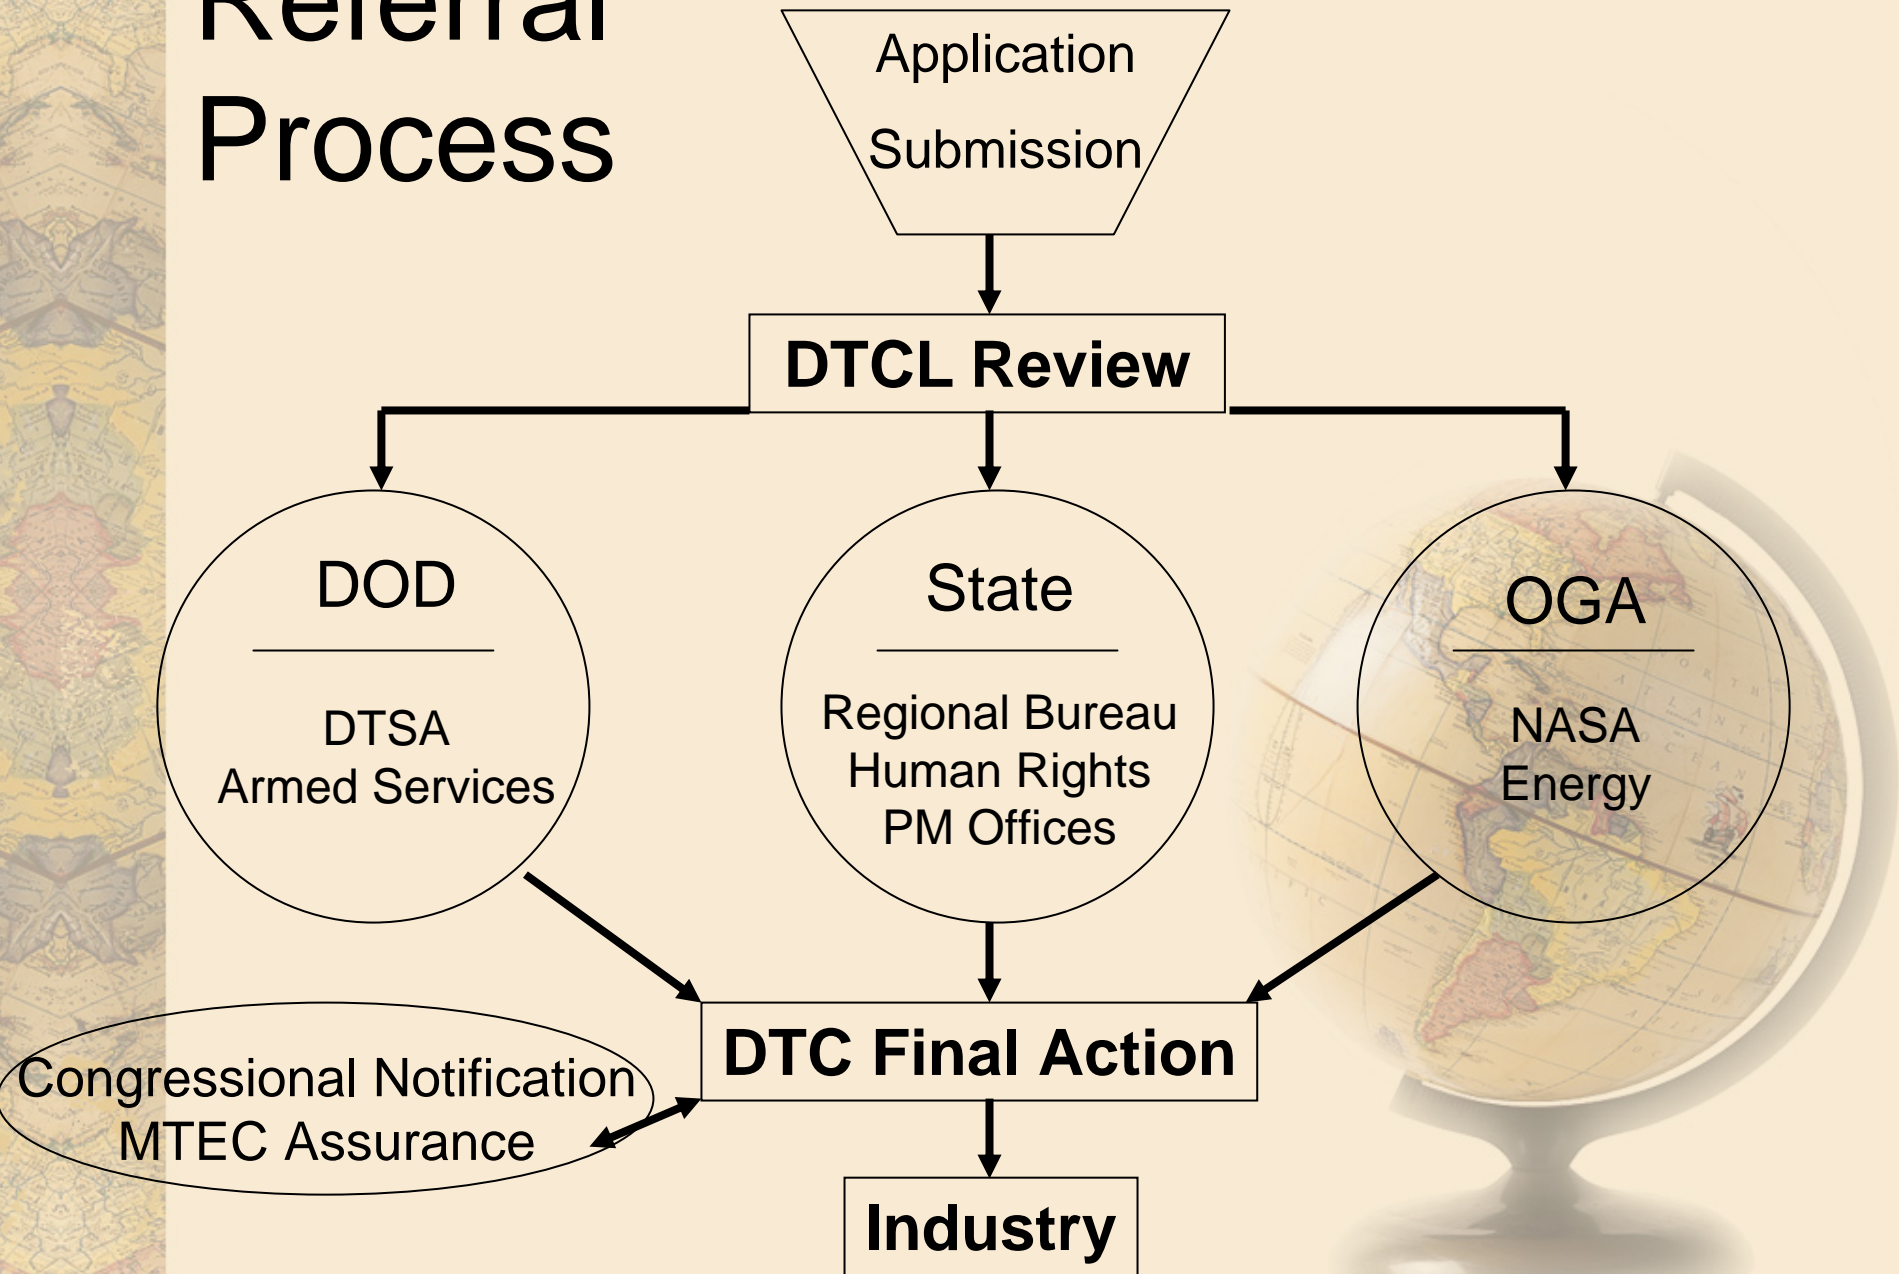 Referral
Process
Application
Submission
DTCL Review
DOD
DTSA
Armed Services
State
Regional Bureau
Human Rights
PM Offices
OGA
NASA
Energy
DTC Final Action
Congressional Notification
MTEC Assurance
Industry